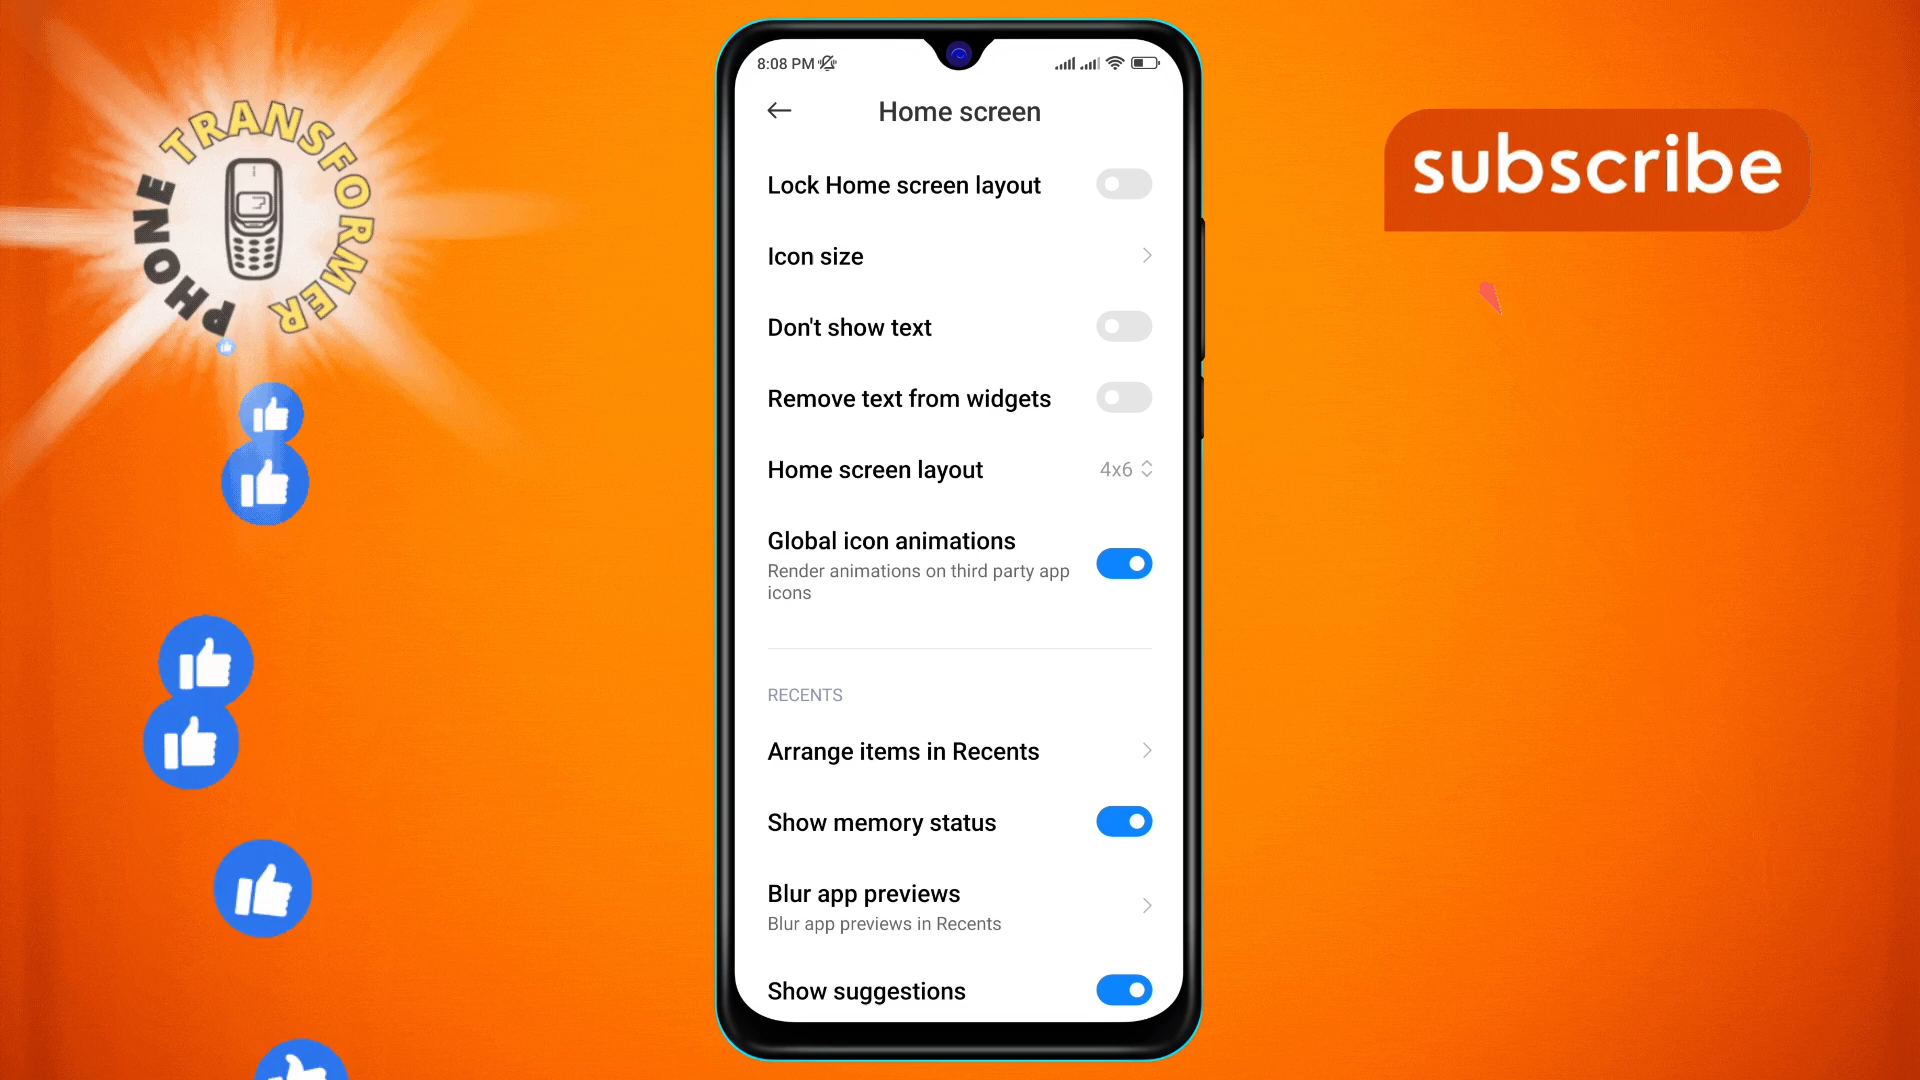 PHONE TRANSFORMER
subscribe
8:08 PM
Home screen
Lock Home screen layout
Icon size
Don't show text
Remove text from widgets
Home screen layout
4x6
Global icon animations
Render animations on third party app
icons
RECENTS
Arrange items in Recents
Show memory status
Blur app previews
Blur app previews in Recents
Show suggestions